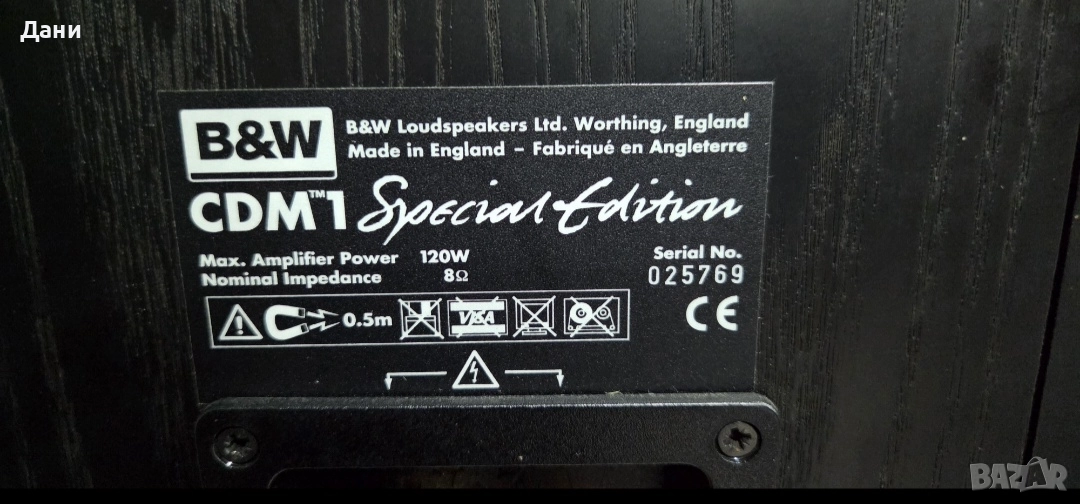 Дани
B&W
B&W Loudspeakers Ltd. Worthing, England
Made in England – Fabriqué en Angleterre
CDM™1 Special Edition
Max. Amplifier Power 120W
Nominal Impedance 8Ω
Serial No.
025769
0.5m
VISA
CE
BAZAR